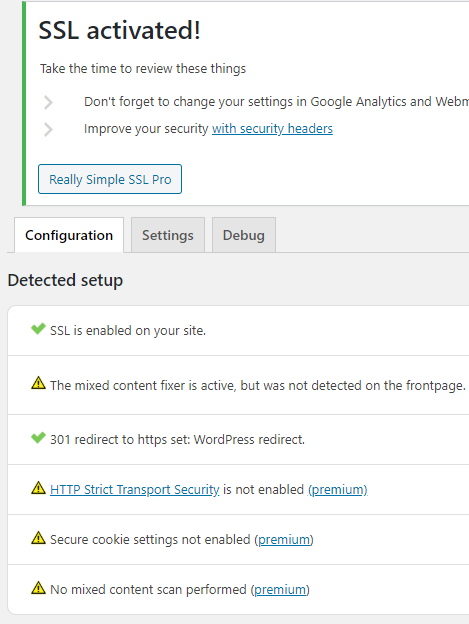 SSL activated!
Take the time to review these things
Don't forget to change your settings in Google Analytics and Webm
Improve your security with security headers
Really Simple SSL Pro
Configuration
Settings
Debug
Detected setup
SSL is enabled on your site.
The mixed content fixer is active, but was not detected on the frontpage.
301 redirect to https set: WordPress redirect.
HTTP Strict Transport Security is not enabled (premium)
Secure cookie settings not enabled (premium)
No mixed content scan performed (premium)